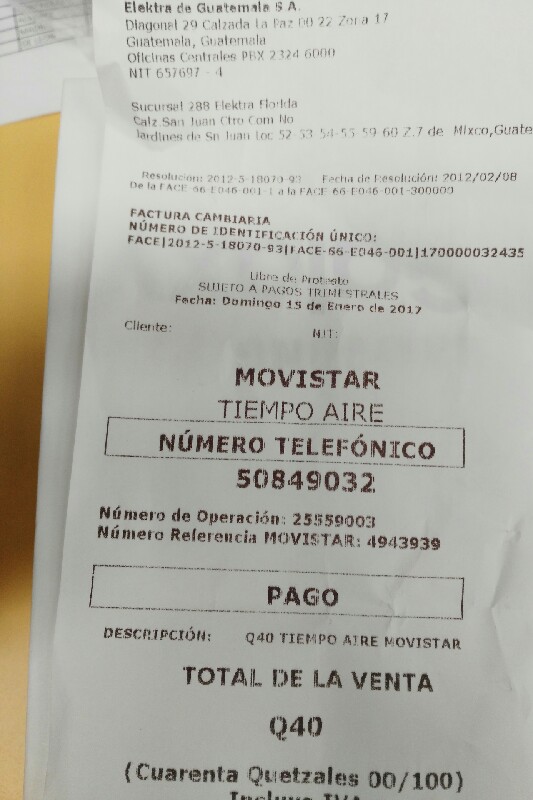 Elektra de Guatemala S A.
Diagonal 29 Calzada La Paz 00 22 Zona 17
Guatemala, Guatemala
Oficinas Centrales PBX 2324 6000
NIT 657697 - 4
Sucursal 288 Elektra Florida
Calz.San Juan Ctro Com No
Jardines de Sn Juan Loc 52-53-54-55-59-60 Z.7 de Mixco,Guate
Resolución: 2012-5-18070-93 Fecha de Resolución: 2012/02/08
De la FACE-66-E046-001-1 a la FACE-66-E046-001-300000
FACTURA CAMBIARIA
NÚMERO DE IDENTIFICACIÓN ÚNICO:
FACE|2012-5-18070-93|FACE-66-E046-001|170000032435
Libre de Protesto
SUJETO A PAGOS TRIMESTRALES
Fecha: Domingo 15 de Enero de 2017
Cliente: NIT:
MOVISTAR
TIEMPO AIRE
NÚMERO TELEFÓNICO
50849032
Número de Operación: 25559003
Número Referencia MOVISTAR: 4943939
PAGO
DESCRIPCIÓN: Q40 TIEMPO AIRE MOVISTAR
TOTAL DE LA VENTA
Q40
(Cuarenta Quetzales 00/100)
Incluye IVA